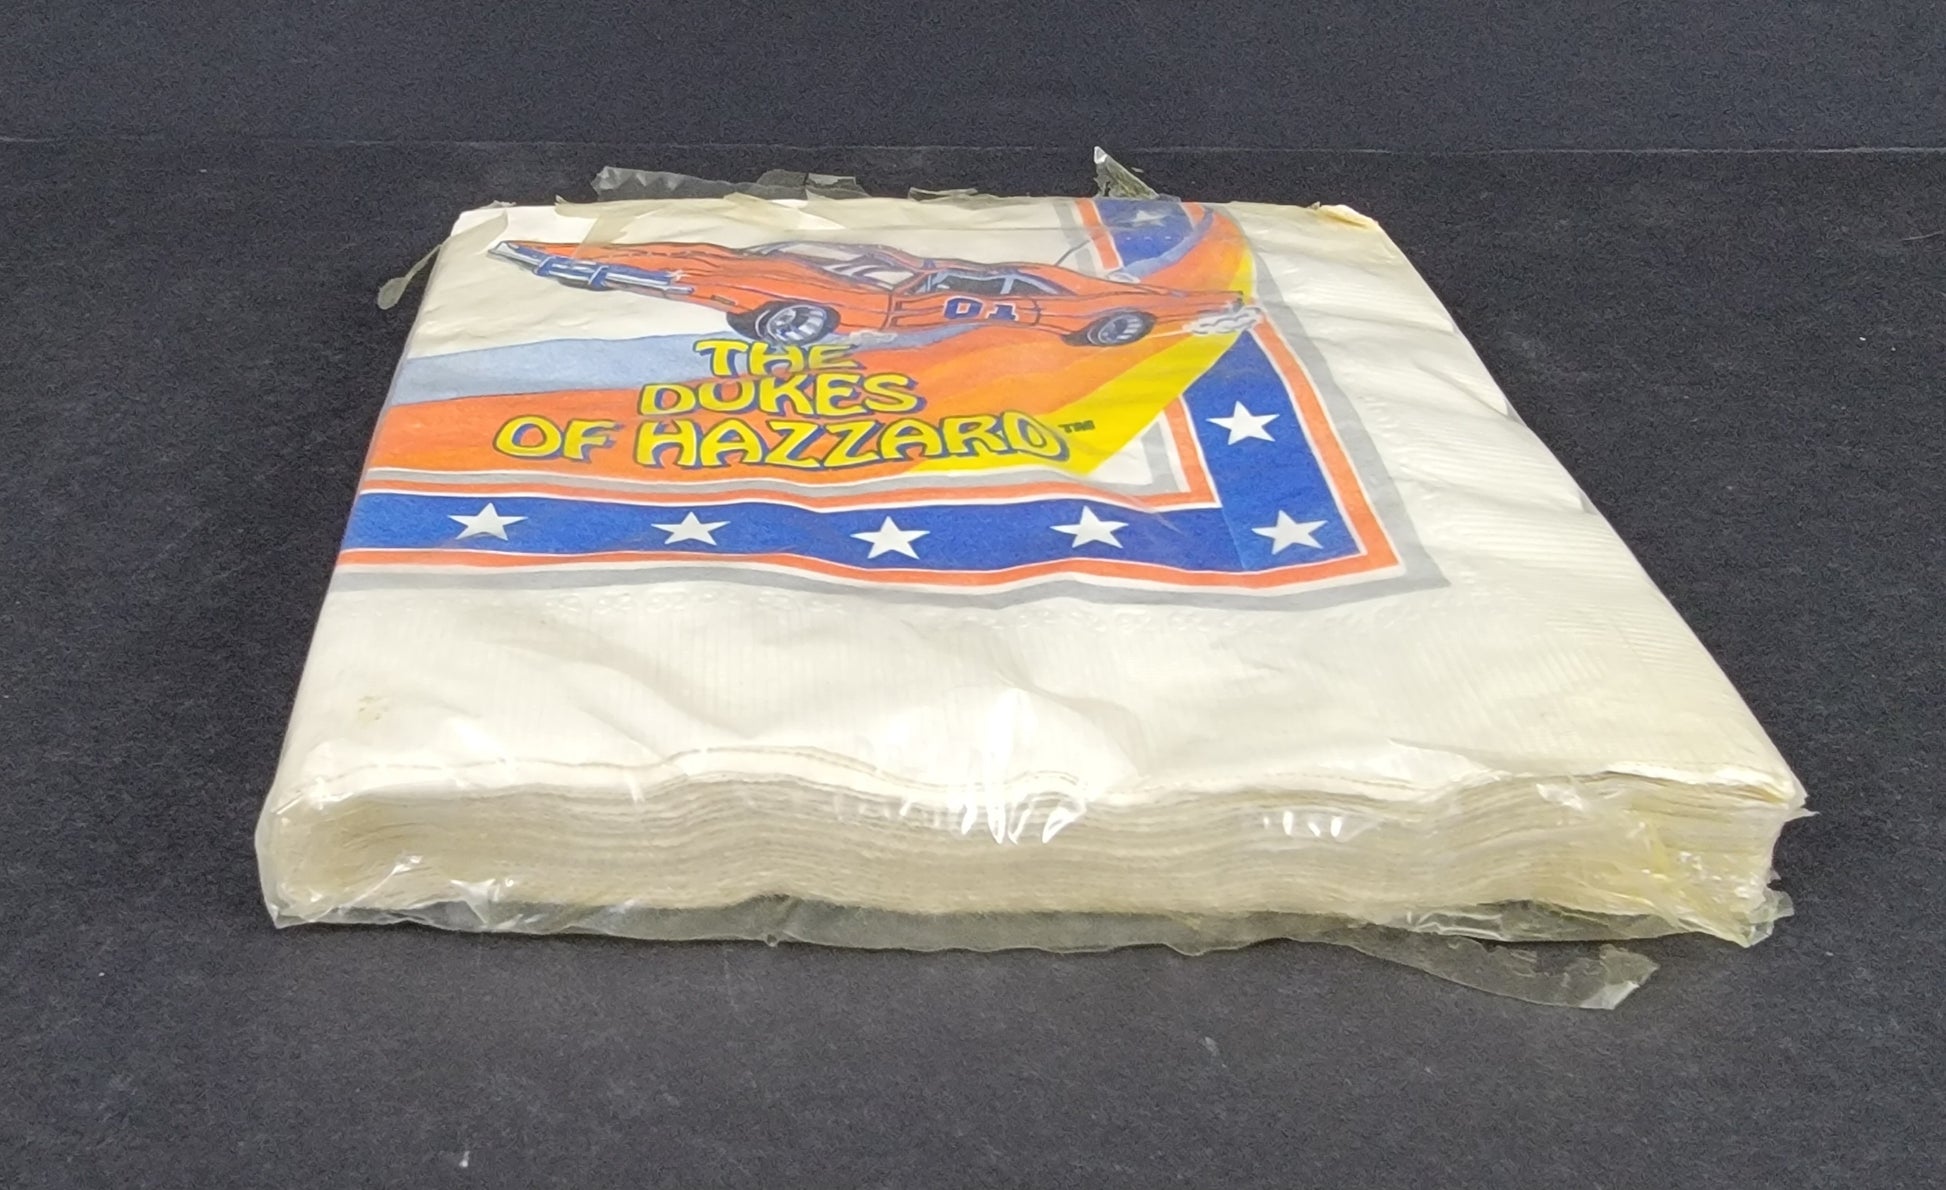 01
THE
DUKES
OF HAZZARD™